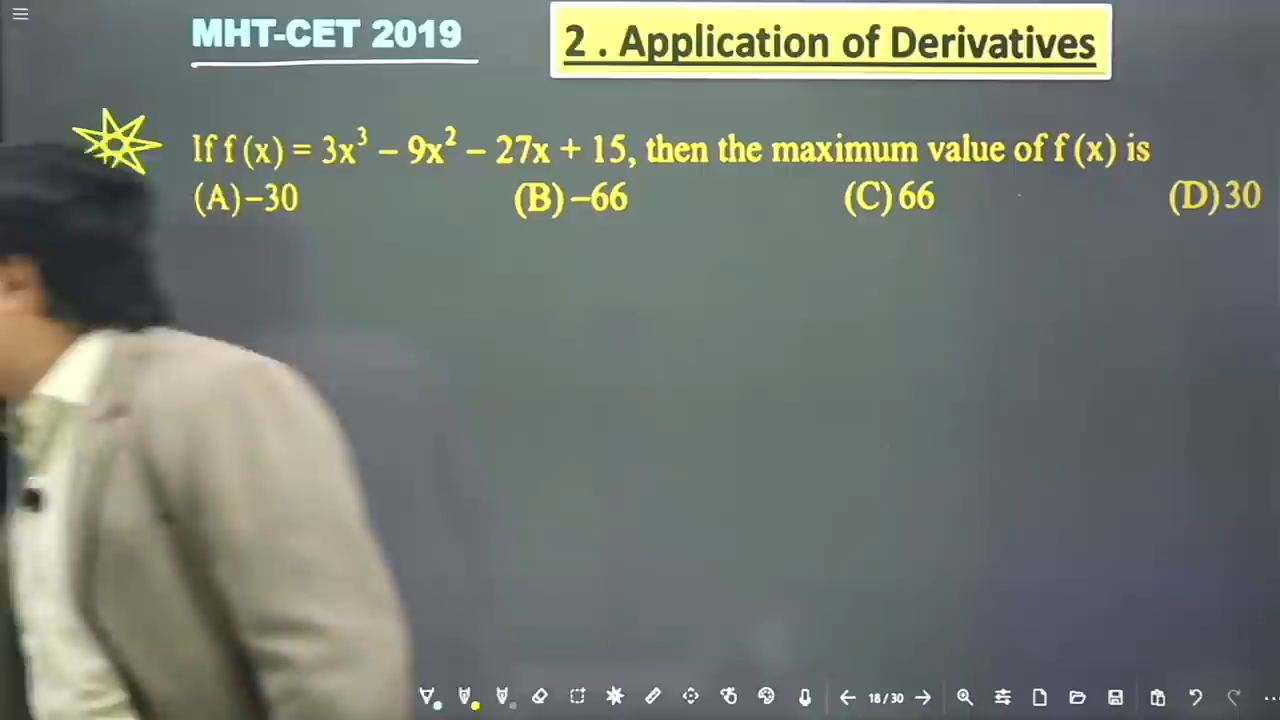 MHT-CET 2019
2 . Application of Derivatives
If f (x) = 3x³ – 9x² – 27x + 15, then the maximum value of f (x) is
(A) –30 (B) –66 (C) 66 (D) 30
18/30